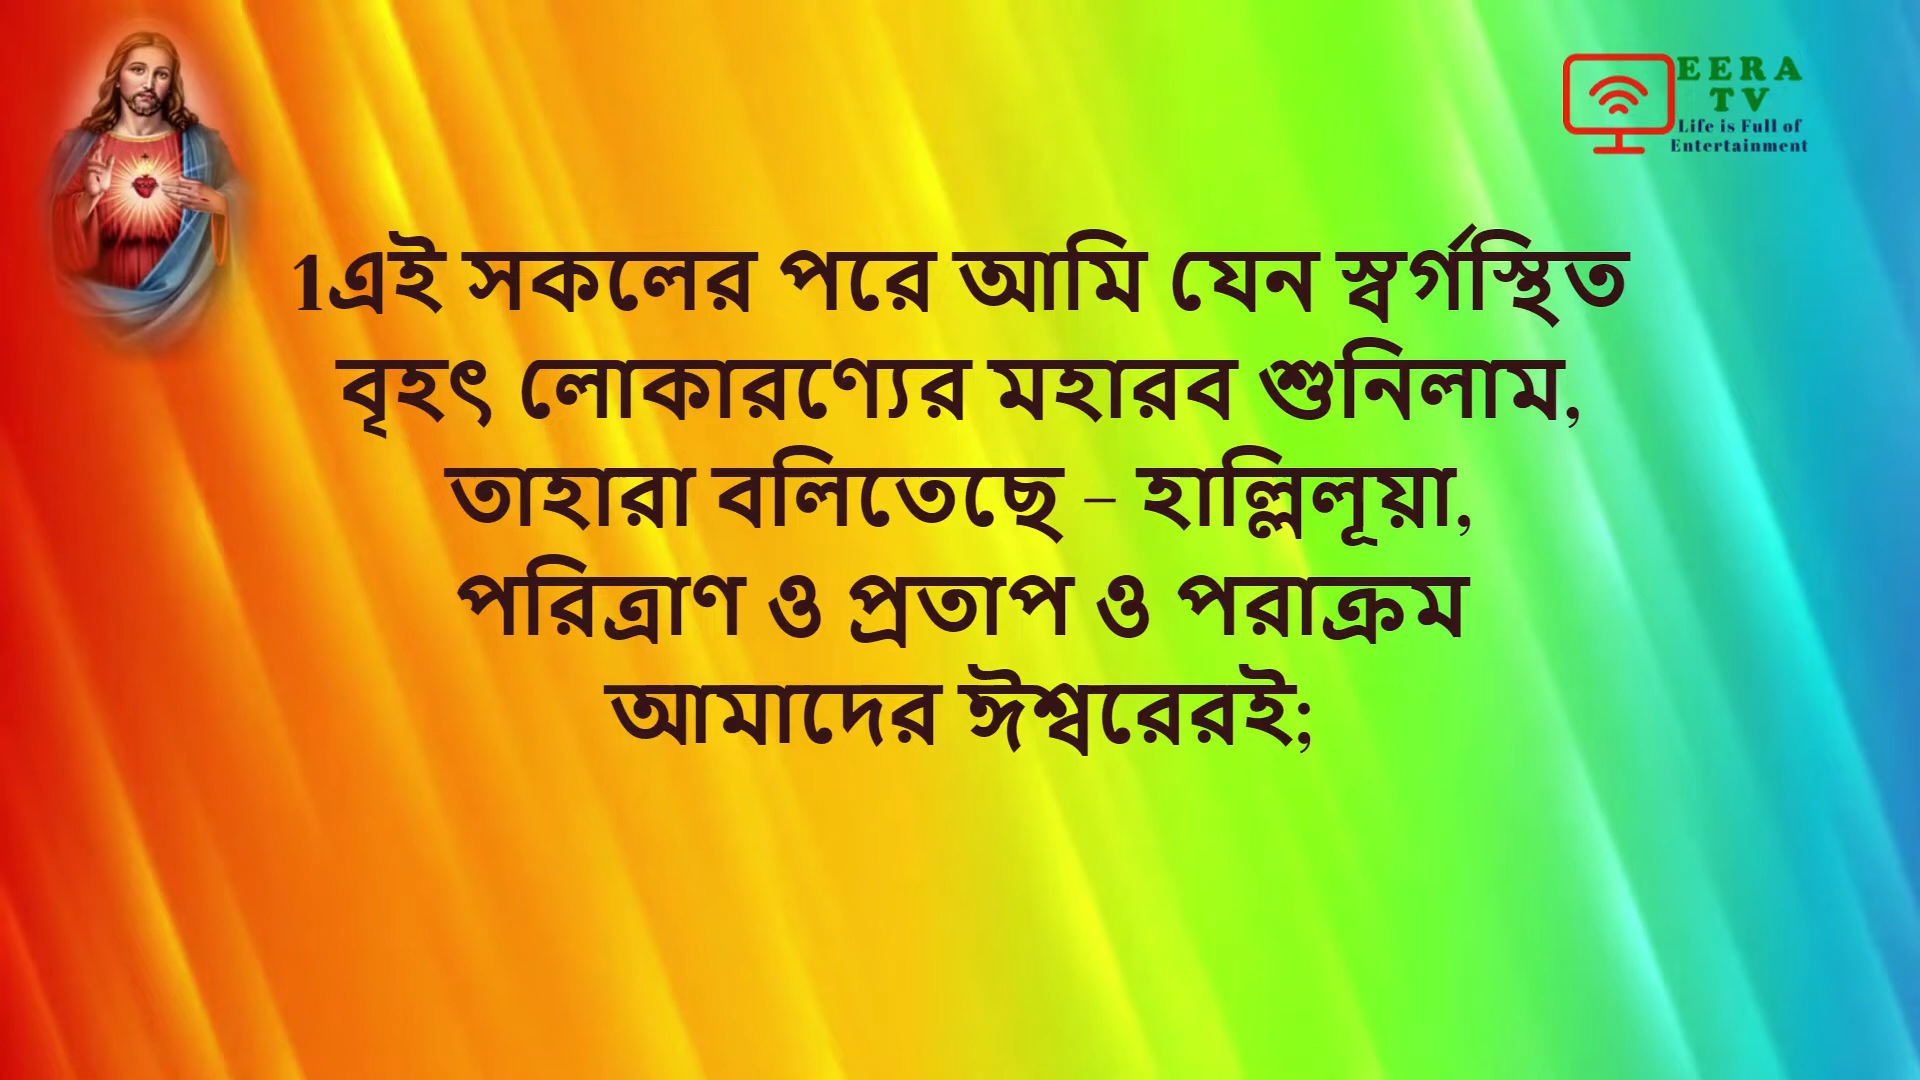 EERA
TV
Life is Full of
Entertainment
1এই সকলের পরে আমি যেন স্বর্গস্থিত
বৃহৎ লোকারণ্যের মহারব শুনিলাম,
তাহারা বলিতেছে – হাল্লিলূয়া,
পরিত্রাণ ও প্রতাপ ও পরাক্রম
আমাদের ঈশ্বরেরই;